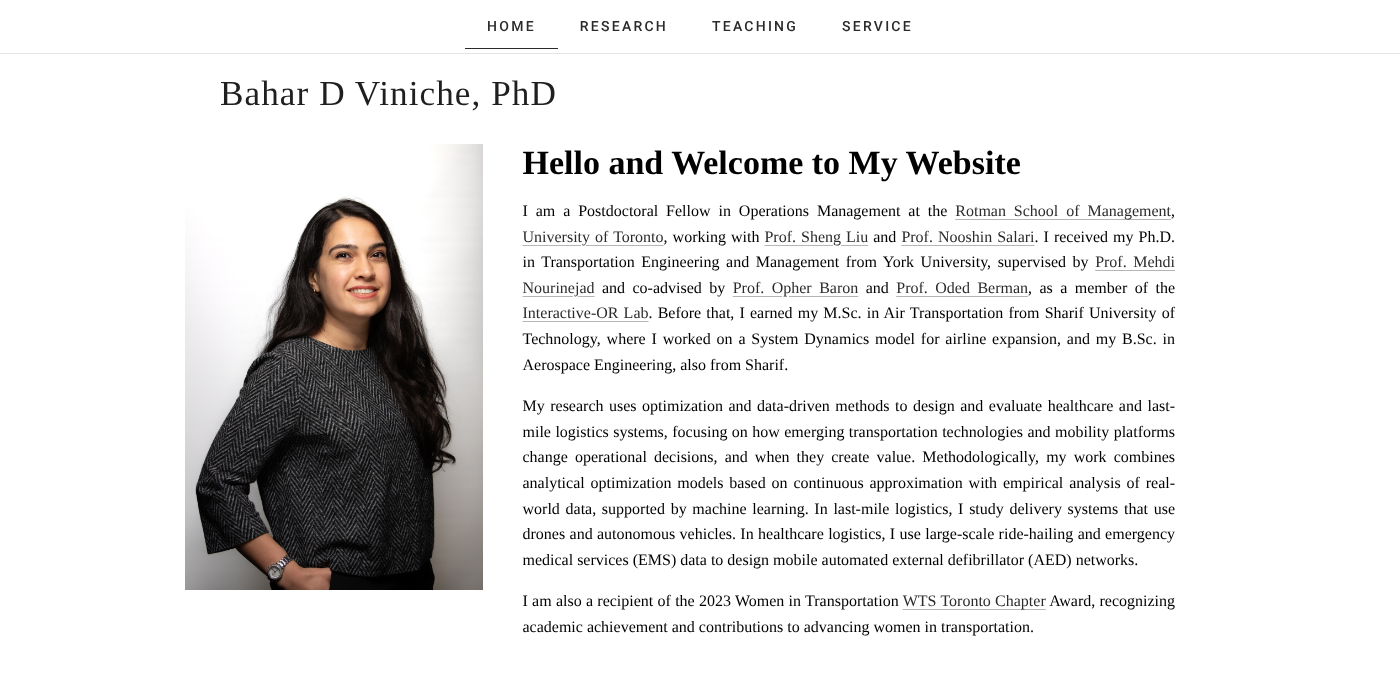 HOME RESEARCH TEACHING SERVICE
Bahar D Viniche, PhD
Hello and Welcome to My Website
I am a Postdoctoral Fellow in Operations Management at the Rotman School of Management,
University of Toronto, working with Prof. Sheng Liu and Prof. Nooshin Salari. I received my Ph.D.
in Transportation Engineering and Management from York University, supervised by Prof. Mehdi
Nourinejad and co-advised by Prof. Opher Baron and Prof. Oded Berman, as a member of the
Interactive-OR Lab. Before that, I earned my M.Sc. in Air Transportation from Sharif University of
Technology, where I worked on a System Dynamics model for airline expansion, and my B.Sc. in
Aerospace Engineering, also from Sharif.
My research uses optimization and data-driven methods to design and evaluate healthcare and last-
mile logistics systems, focusing on how emerging transportation technologies and mobility platforms
change operational decisions, and when they create value. Methodologically, my work combines
analytical optimization models based on continuous approximation with empirical analysis of real-
world data, supported by machine learning. In last-mile logistics, I study delivery systems that use
drones and autonomous vehicles. In healthcare logistics, I use large-scale ride-hailing and emergency
medical services (EMS) data to design mobile automated external defibrillator (AED) networks.
I am also a recipient of the 2023 Women in Transportation WTS Toronto Chapter Award, recognizing
academic achievement and contributions to advancing women in transportation.